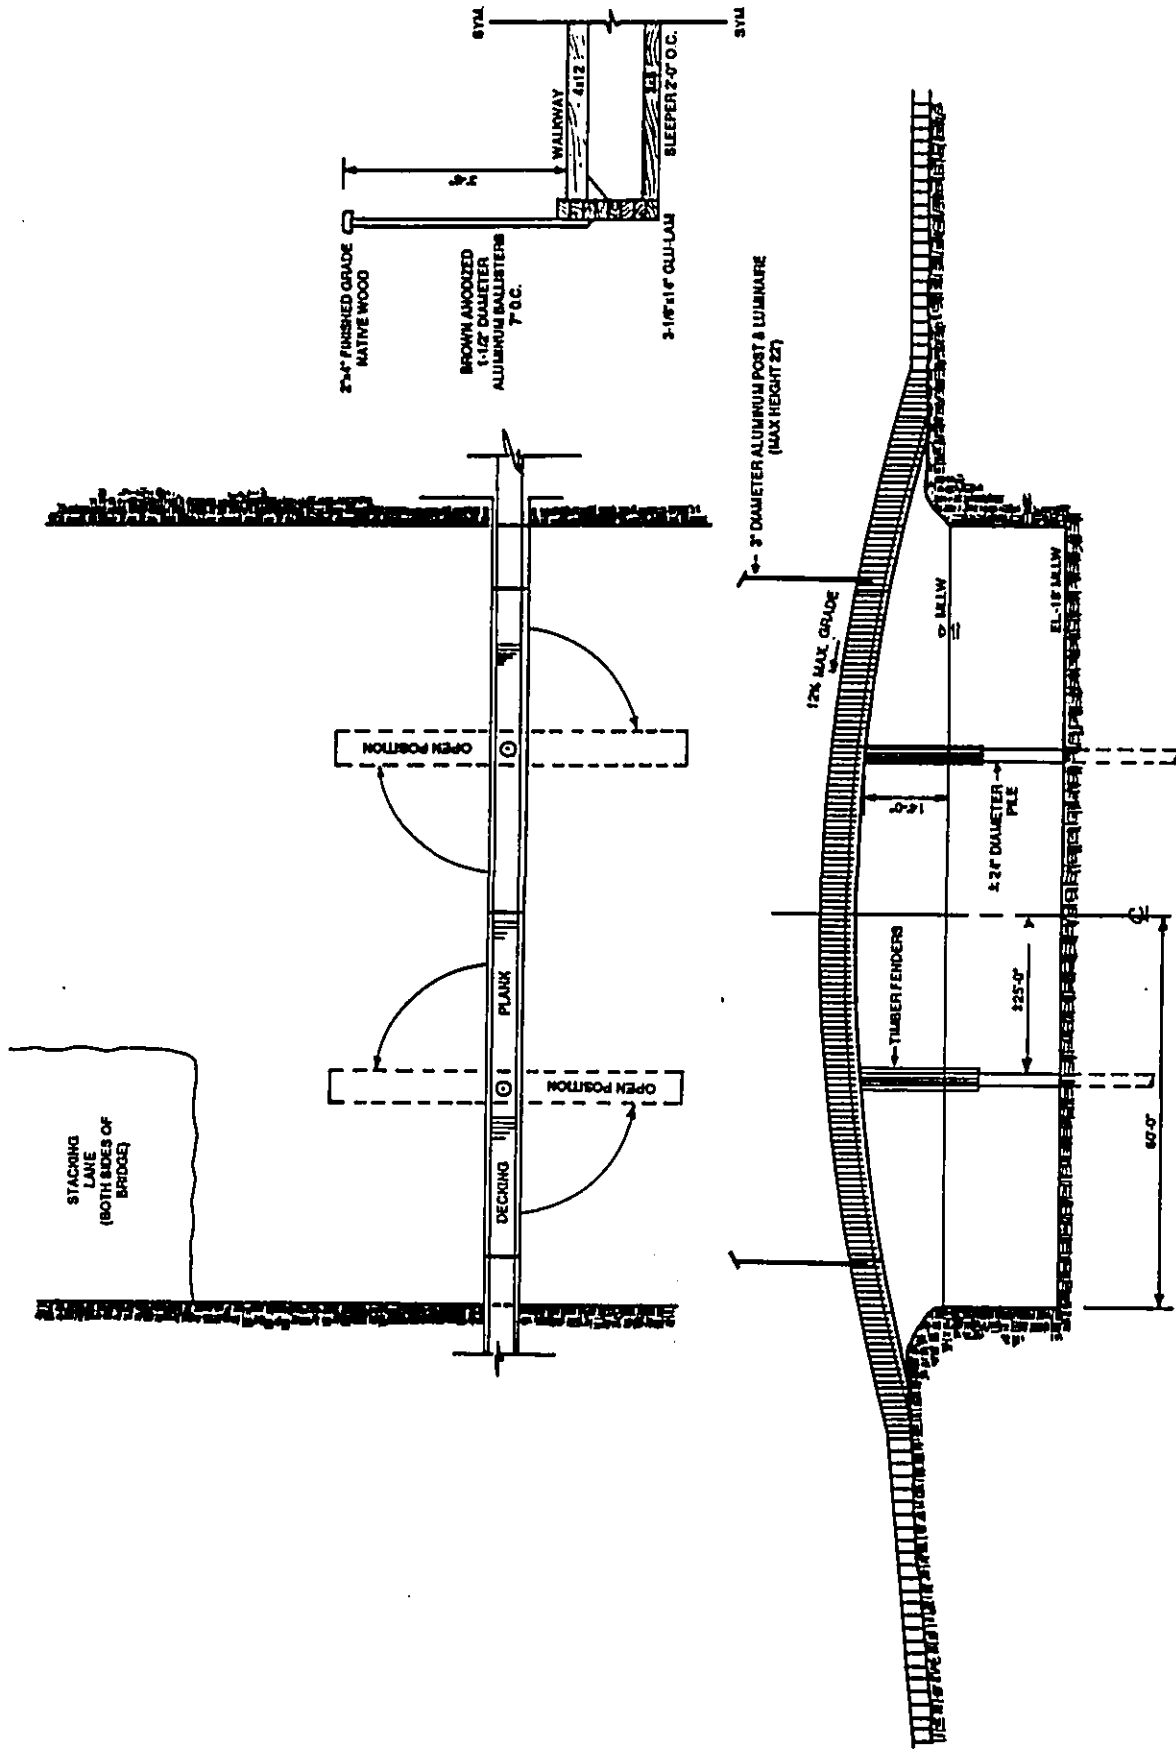 STACKING
LANE
(BOTH SIDES OF
BRIDGE)
DECKING
PLANK
OPEN POSITION
OPEN POSITION
2"x4" FINISHED GRADE
NATIVE WOOD
BROWN ANODIZED
1-1/2" DIAMETER
ALUMINUM BALLISTERS
7" O.C.
3-1/8"x14" GLU-LAM
WALKWAY
4x12
SLEEPER 2'-0" O.C.
SYM.
SYM.
3" DIAMETER ALUMINUM POST & LUMINAIRE
(MAX HEIGHT 22')
12% MAX. GRADE
0' MLLW
EL.-18' MLLW
14'-0"
±24" DIAMETER
PILE
TIMBER FENDERS
±25'-0"
60'-0"